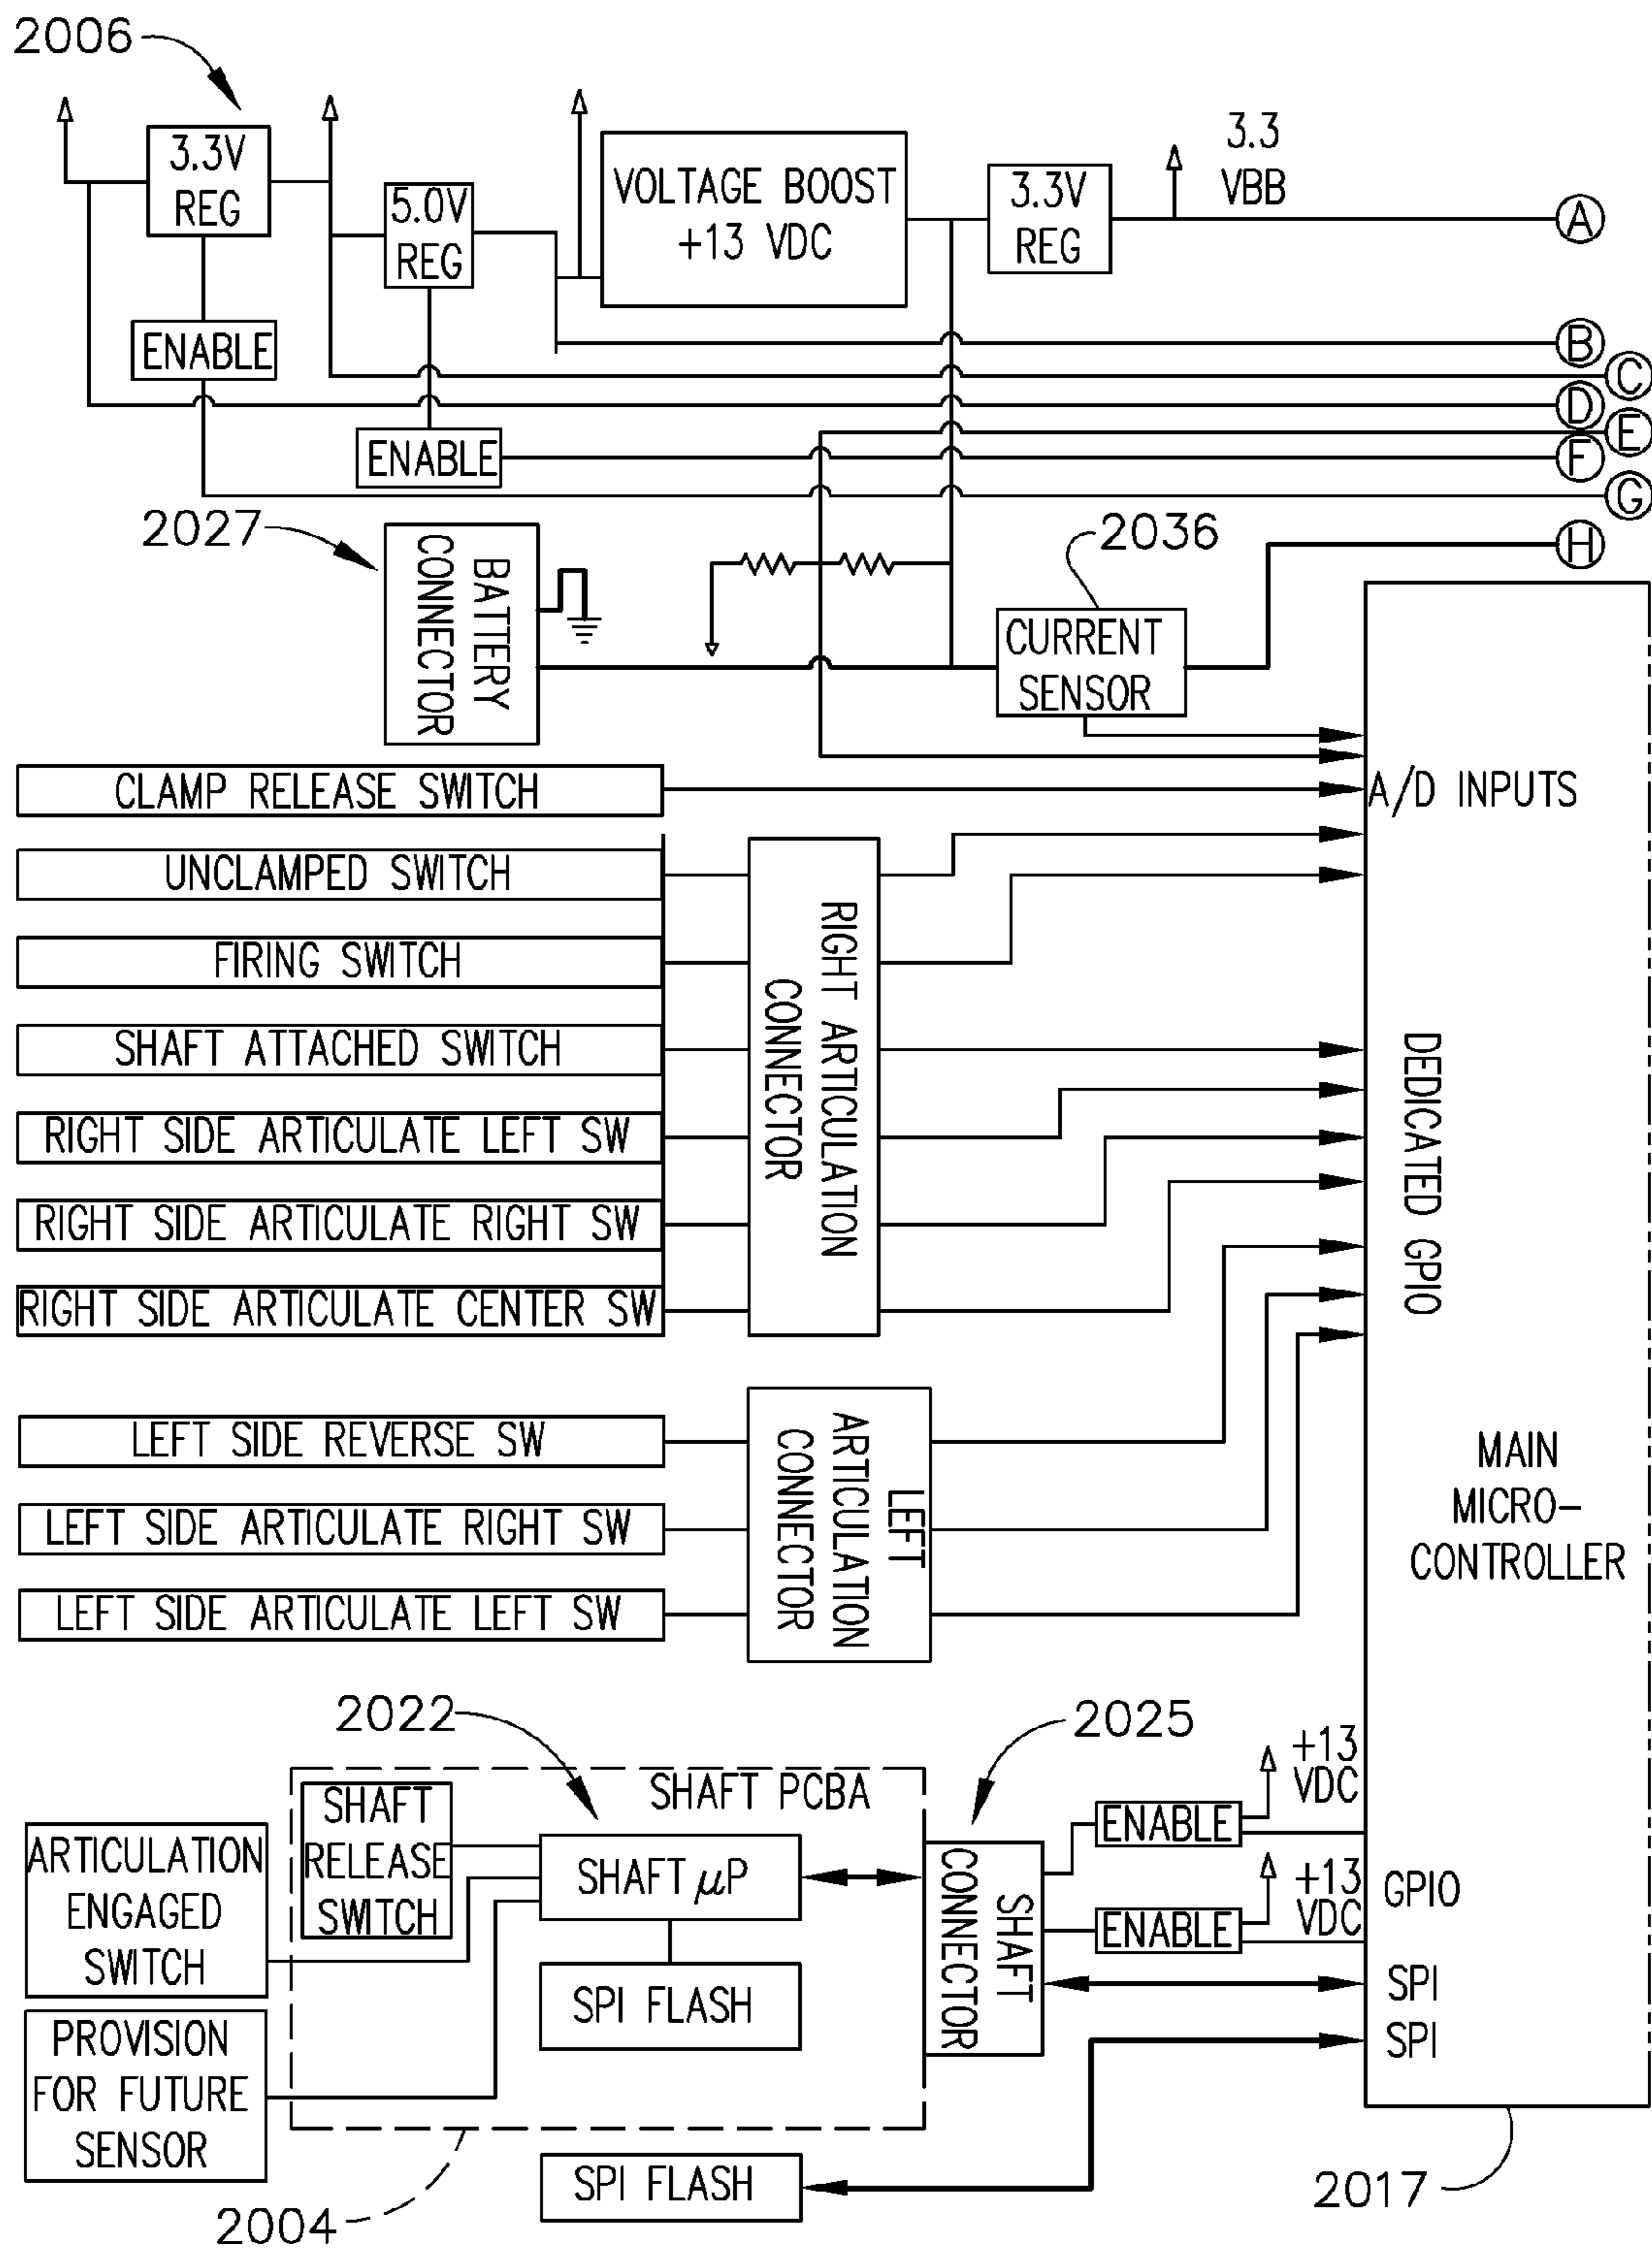 2006
3.3V
REG
5.0V
REG
VOLTAGE BOOST
+13 VDC
3.3V
REG
3.3
VBB
A
B
C
D
E
F
G
H
ENABLE
ENABLE
2027
BATTERY
CONNECTOR
2036
CURRENT
SENSOR
CLAMP RELEASE SWITCH
A/D INPUTS
UNCLAMPED SWITCH
FIRING SWITCH
SHAFT ATTACHED SWITCH
RIGHT SIDE ARTICULATE LEFT SW
RIGHT SIDE ARTICULATE RIGHT SW
RIGHT SIDE ARTICULATE CENTER SW
RIGHT ARTICULATION
CONNECTOR
DEDICATED GPIO
LEFT SIDE REVERSE SW
LEFT SIDE ARTICULATE RIGHT SW
LEFT SIDE ARTICULATE LEFT SW
LEFT
ARTICULATION
CONNECTOR
MAIN
MICRO-
CONTROLLER
2022
2025
SHAFT PCBA
SHAFT
RELEASE
SWITCH
ARTICULATION
ENGAGED
SWITCH
SHAFT μP
SPI FLASH
SHAFT
CONNECTOR
ENABLE
+13
VDC
ENABLE
+13
VDC
GPIO
SPI
SPI
PROVISION
FOR FUTURE
SENSOR
2004
SPI FLASH
2017